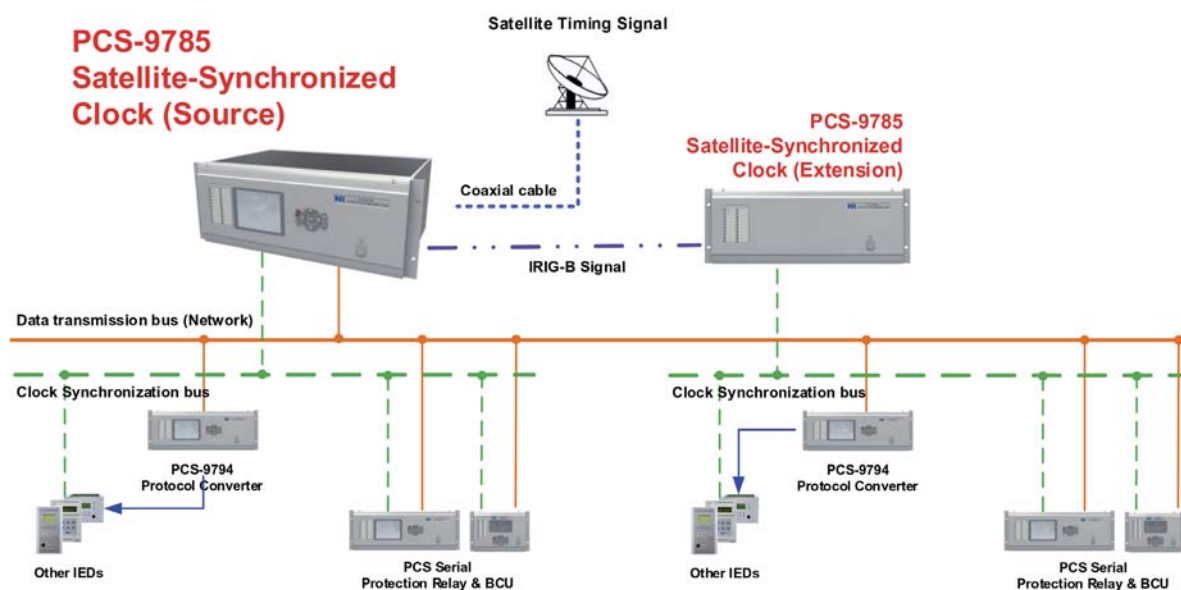 Satellite Timing Signal
PCS-9785
Satellite-Synchronized
Clock (Source)
PCS-9785
Satellite-Synchronized
Clock (Extension)
Coaxial cable
IRIG-B Signal
Data transmission bus (Network)
Clock Synchronization bus
Clock Synchronization bus
PCS-9794
Protocol Converter
PCS-9794
Protocol Converter
Other IEDs
PCS Serial
Protection Relay & BCU
Other IEDs
PCS Serial
Protection Relay & BCU